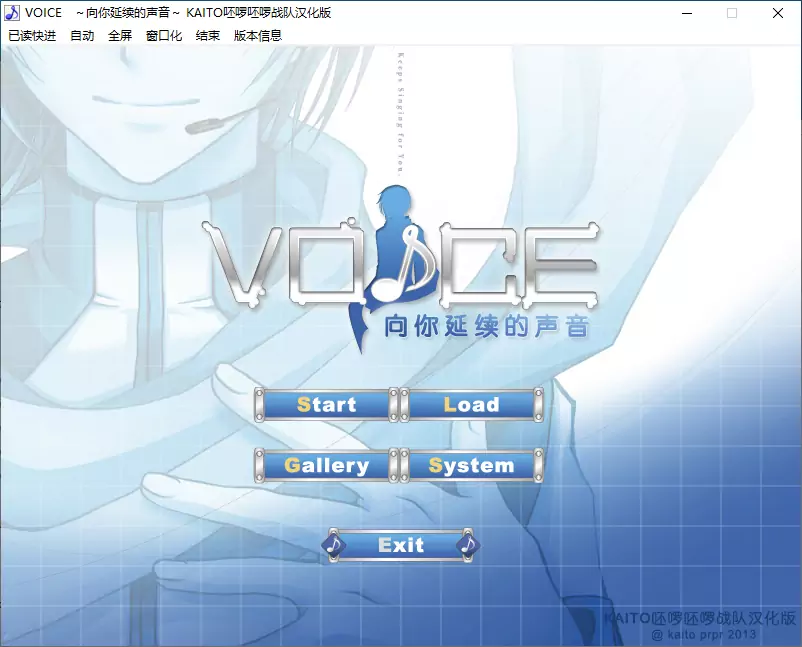 VOICE ~向你延续的声音~ KAITO呸啰呸啰战队汉化版
已读快进 自动 全屏 窗口化 结束 版本信息
Keeps Singing for You.
VOICE
向你延续的声音
Start Load
Gallery System
Exit
KAITO呸啰呸啰战队汉化版
@ kaito prpr 2013